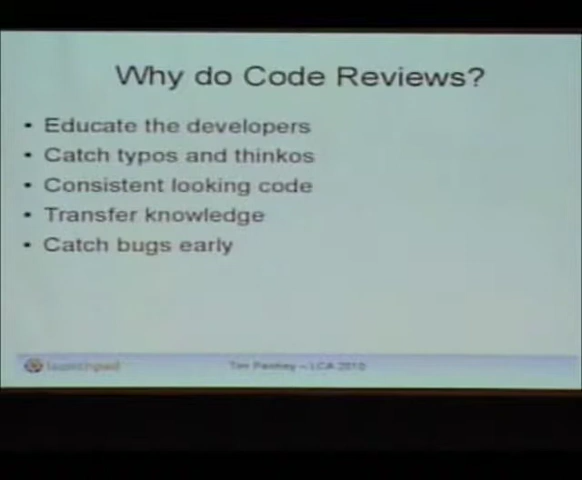 Why do Code Reviews?
• Educate the developers
• Catch typos and thinkos
• Consistent looking code
• Transfer knowledge
• Catch bugs early
launchpad
Tim Penhey – LCA 2010